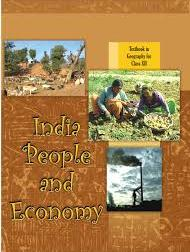 Textbook in
Geography for
Class XII
India
People
and
Economy